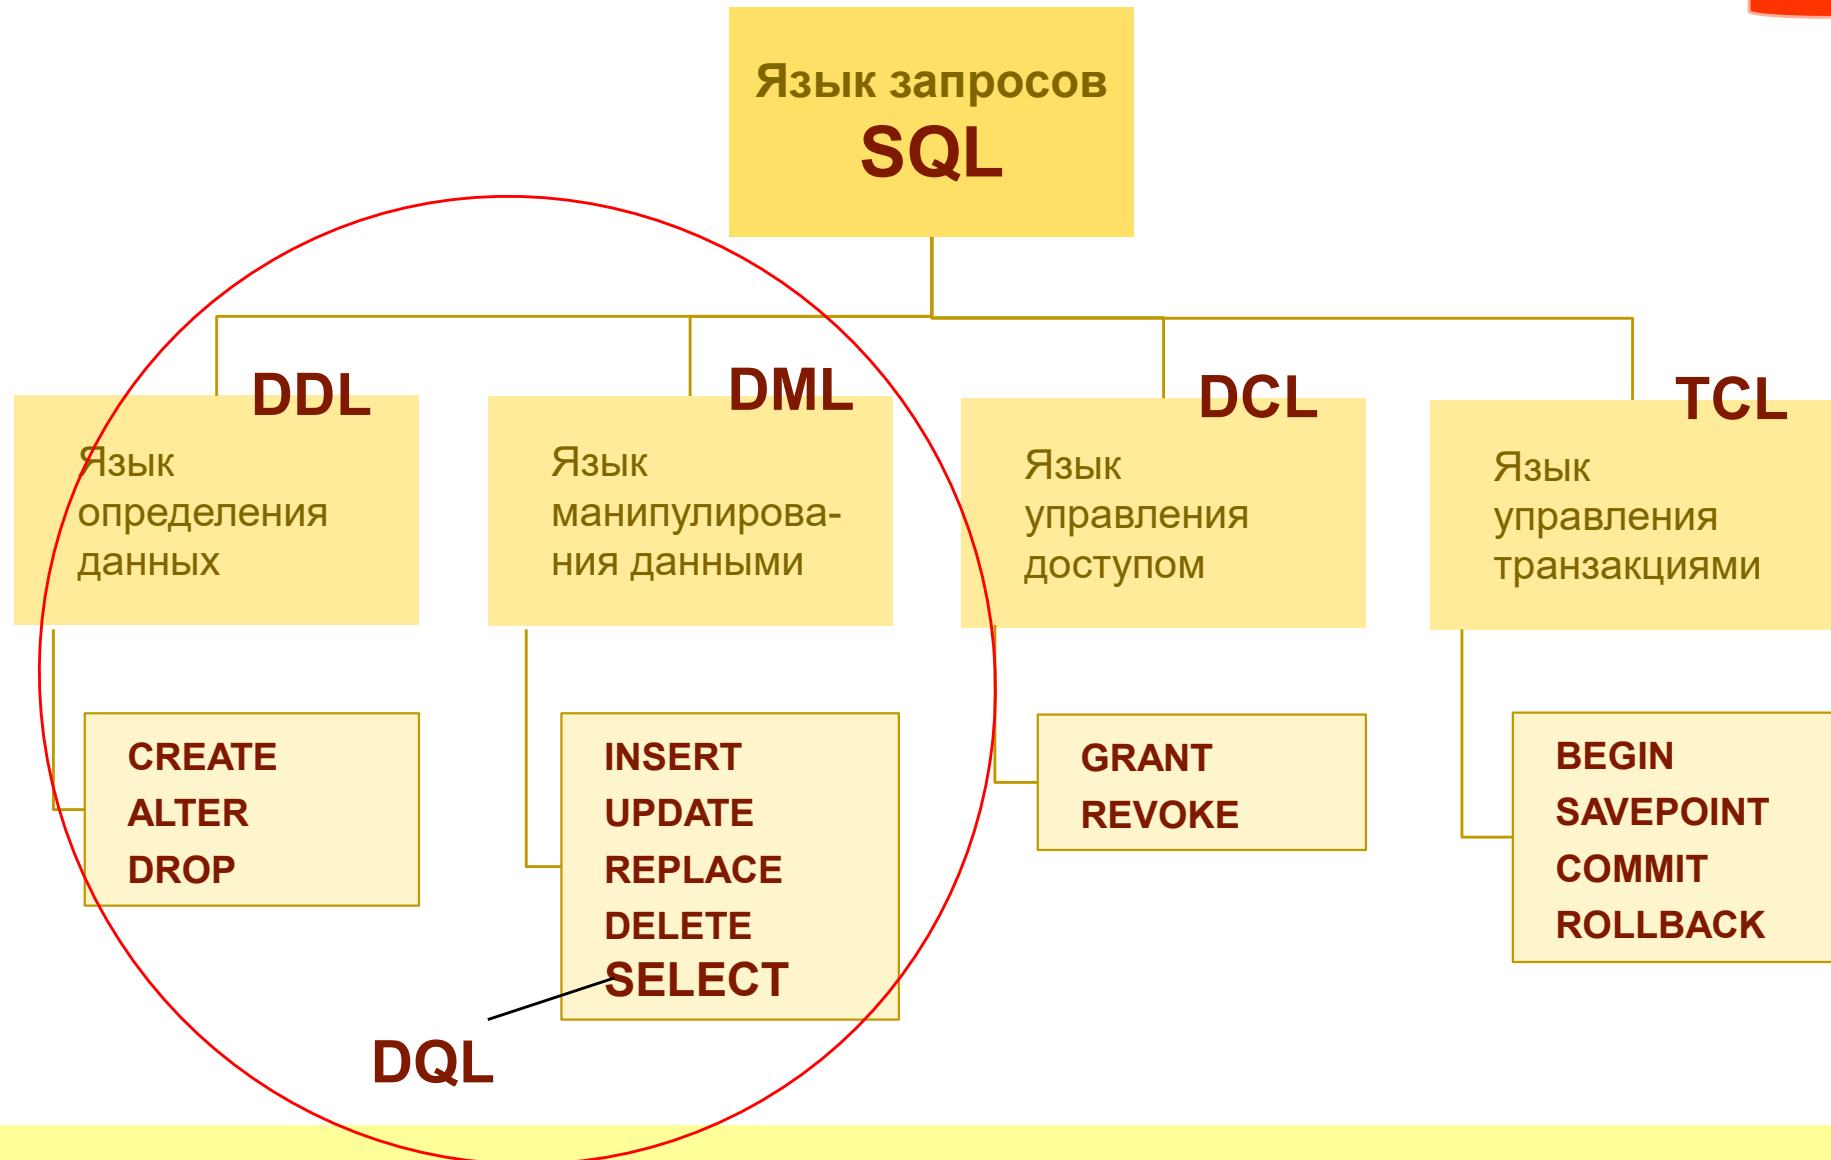 Язык запросов
SQL
DDL
Язык
определения
данных
CREATE
ALTER
DROP
DML
Язык
манипулирова-
ния данными
INSERT
UPDATE
REPLACE
DELETE
SELECT
DQL
DCL
Язык
управления
доступом
GRANT
REVOKE
TCL
Язык
управления
транзакциями
BEGIN
SAVEPOINT
COMMIT
ROLLBACK